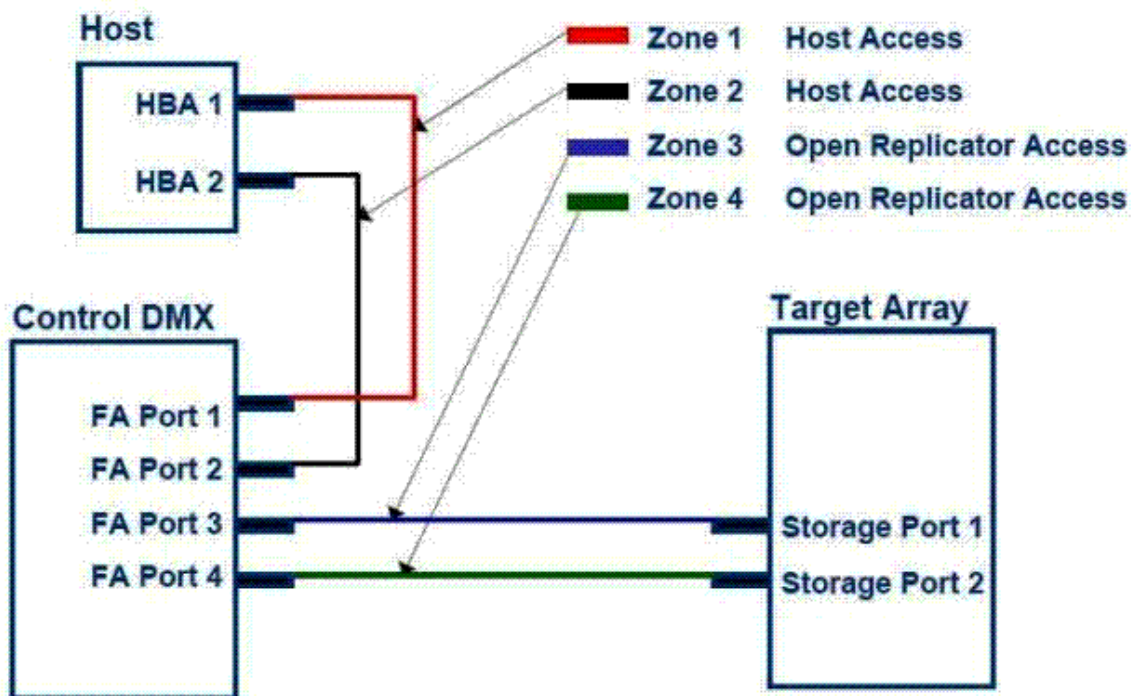 Host
HBA 1
HBA 2
Zone 1 Host Access
Zone 2 Host Access
Zone 3 Open Replicator Access
Zone 4 Open Replicator Access
Control DMX
FA Port 1
FA Port 2
FA Port 3
FA Port 4
Target Array
Storage Port 1
Storage Port 2